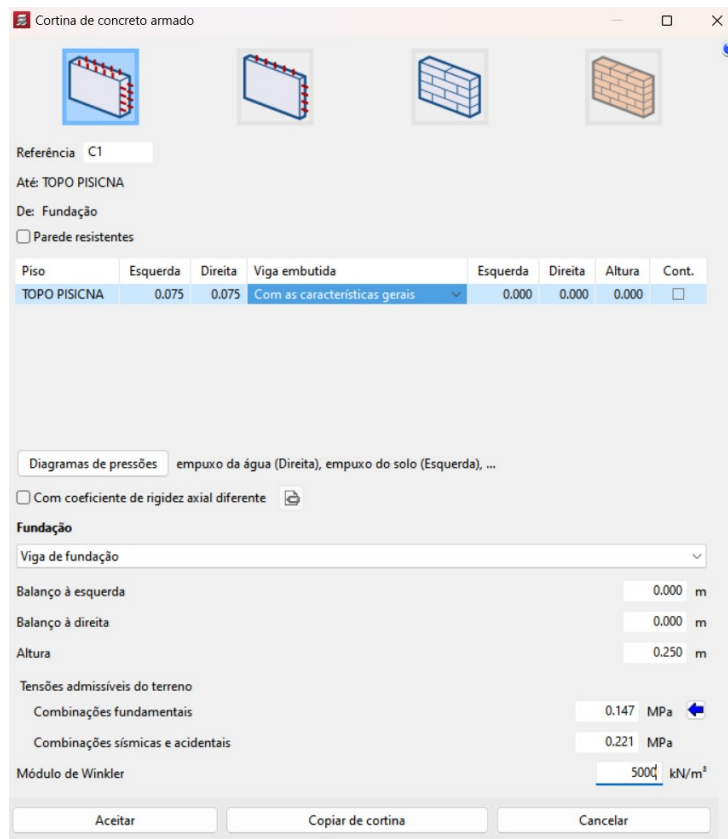 Cortina de concreto armado
Referência C1
Até: TOPO PISICNA
De: Fundação
Parede resistentes
Piso Esquerda Direita Viga embutida Esquerda Direita Altura Cont.
TOPO PISICNA 0.075 0.075 Com as características gerais 0.000 0.000 0.000
Diagramas de pressões empuxo da água (Direita), empuxo do solo (Esquerda), ...
Com coeficiente de rigidez axial diferente
Fundação
Viga de fundação
Balanço à esquerda 0.000 m
Balanço à direita 0.000 m
Altura 0.250 m
Tensões admissíveis do terreno
Combinações fundamentais 0.147 MPa
Combinações sísmicas e acidentais 0.221 MPa
Módulo de Winkler 5000 kN/m³
Aceitar Copiar de cortina Cancelar